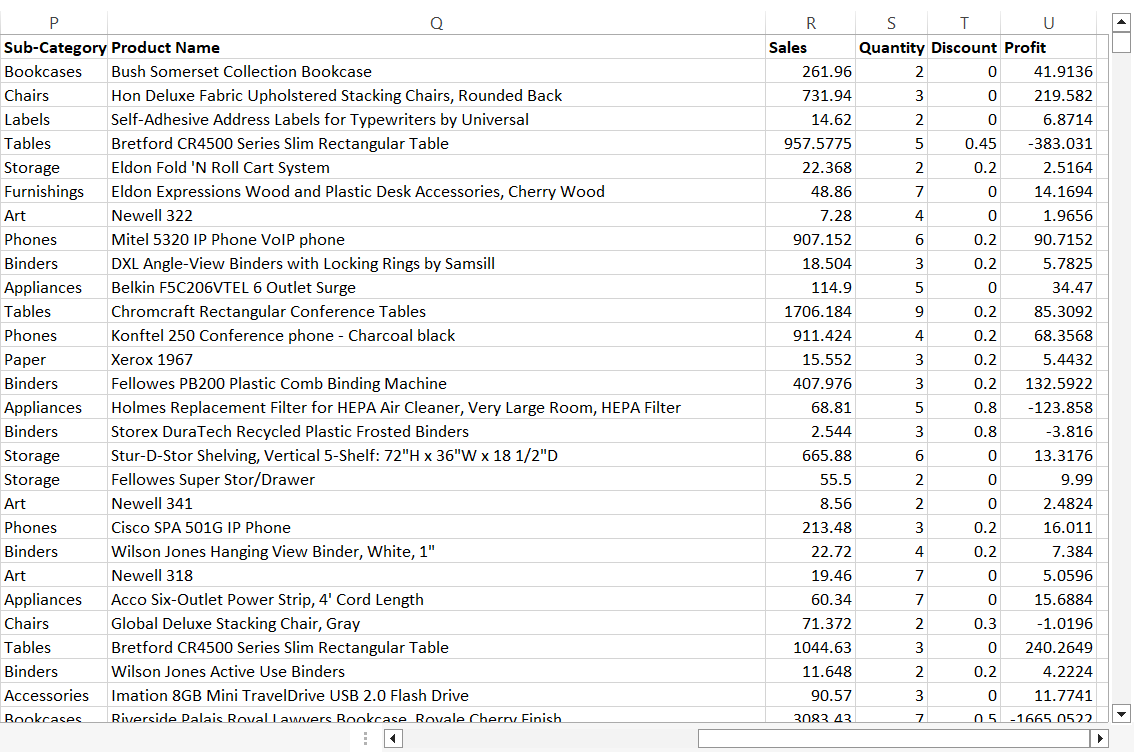 P Q R S T U
Sub-Category Product Name Sales Quantity Discount Profit
Bookcases Bush Somerset Collection Bookcase 261.96 2 0 41.9136
Chairs Hon Deluxe Fabric Upholstered Stacking Chairs, Rounded Back 731.94 3 0 219.582
Labels Self-Adhesive Address Labels for Typewriters by Universal 14.62 2 0 6.8714
Tables Bretford CR4500 Series Slim Rectangular Table 957.5775 5 0.45 -383.031
Storage Eldon Fold 'N Roll Cart System 22.368 2 0.2 2.5164
Furnishings Eldon Expressions Wood and Plastic Desk Accessories, Cherry Wood 48.86 7 0 14.1694
Art Newell 322 7.28 4 0 1.9656
Phones Mitel 5320 IP Phone VoIP phone 907.152 6 0.2 90.7152
Binders DXL Angle-View Binders with Locking Rings by Samsill 18.504 3 0.2 5.7825
Appliances Belkin F5C206VTEL 6 Outlet Surge 114.9 5 0 34.47
Tables Chromcraft Rectangular Conference Tables 1706.184 9 0.2 85.3092
Phones Konftel 250 Conference phone - Charcoal black 911.424 4 0.2 68.3568
Paper Xerox 1967 15.552 3 0.2 5.4432
Binders Fellowes PB200 Plastic Comb Binding Machine 407.976 3 0.2 132.5922
Appliances Holmes Replacement Filter for HEPA Air Cleaner, Very Large Room, HEPA Filter 68.81 5 0.8 -123.858
Binders Storex DuraTech Recycled Plastic Frosted Binders 2.544 3 0.8 -3.816
Storage Stur-D-Stor Shelving, Vertical 5-Shelf: 72"H x 36"W x 18 1/2"D 665.88 6 0 13.3176
Storage Fellowes Super Stor/Drawer 55.5 2 0 9.99
Art Newell 341 8.56 2 0 2.4824
Phones Cisco SPA 501G IP Phone 213.48 3 0.2 16.011
Binders Wilson Jones Hanging View Binder, White, 1" 22.72 4 0.2 7.384
Art Newell 318 19.46 7 0 5.0596
Appliances Acco Six-Outlet Power Strip, 4' Cord Length 60.34 7 0 15.6884
Chairs Global Deluxe Stacking Chair, Gray 71.372 2 0.3 -1.0196
Tables Bretford CR4500 Series Slim Rectangular Table 1044.63 3 0 240.2649
Binders Wilson Jones Active Use Binders 11.648 2 0.2 4.2224
Accessories Imation 8GB Mini TravelDrive USB 2.0 Flash Drive 90.57 3 0 11.7741
Bookcases Riverside Palais Royal Lawyers Bookcase, Royale Cherry Finish 3083.43 7 0.5 -1665.0522